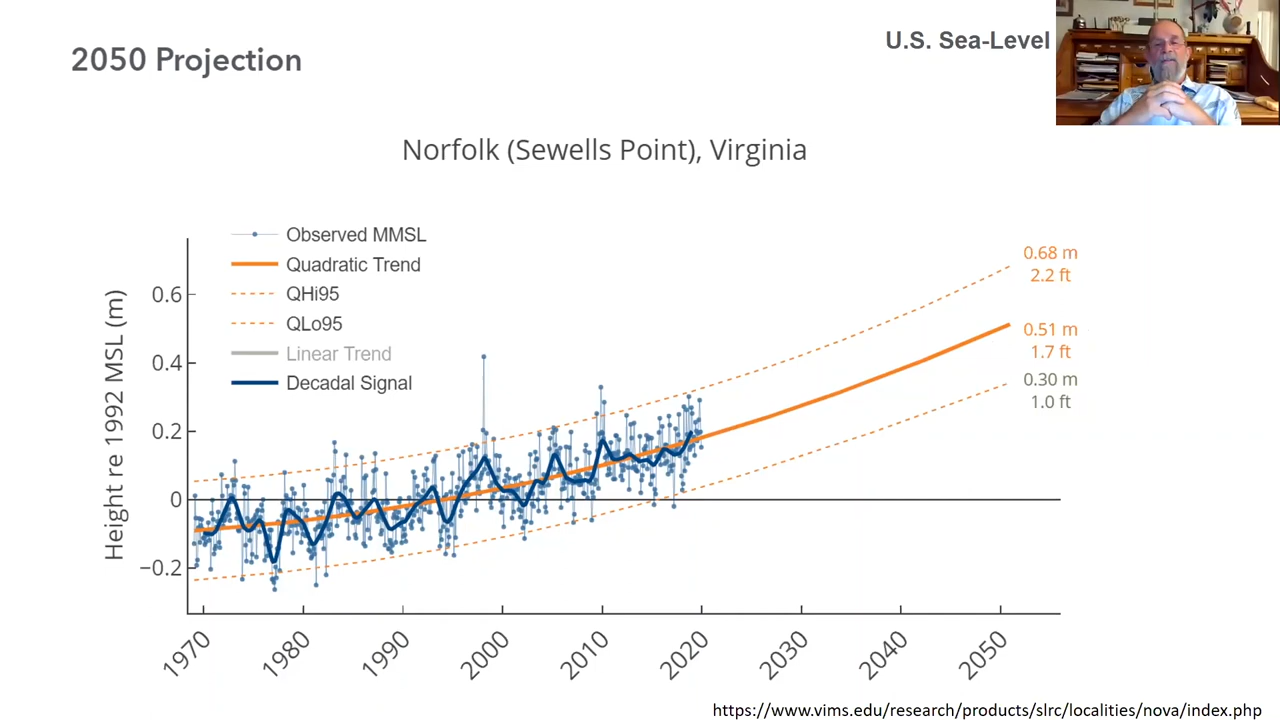 2050 Projection
U.S. Sea-Level
Norfolk (Sewells Point), Virginia
Observed MMSL
Quadratic Trend
QHi95
QLo95
Linear Trend
Decadal Signal
Height re 1992 MSL (m)
0.6
0.4
0.2
0
−0.2
1970
1980
1990
2000
2010
2020
2030
2040
2050
0.68 m
2.2 ft
0.51 m
1.7 ft
0.30 m
1.0 ft
https://www.vims.edu/research/products/slrc/localities/nova/index.php